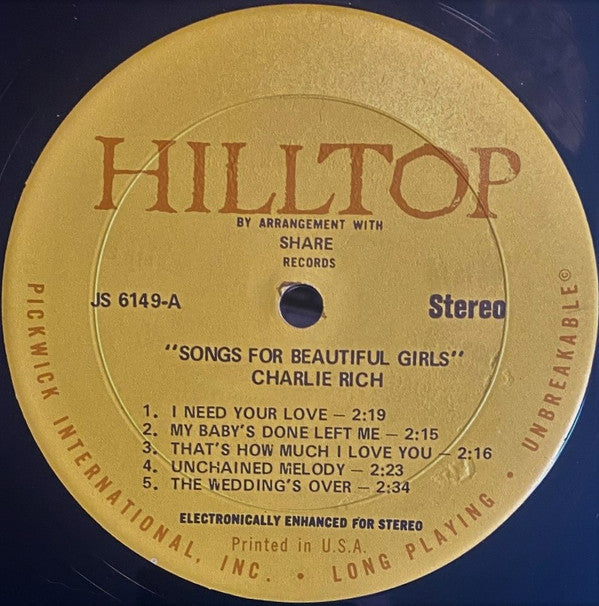 HILLTOP
BY ARRANGEMENT WITH
SHARE
RECORDS
JS 6149-A
Stereo
"SONGS FOR BEAUTIFUL GIRLS"
CHARLIE RICH
1. I NEED YOUR LOVE – 2:19
2. MY BABY'S DONE LEFT ME – 2:15
3. THAT'S HOW MUCH I LOVE YOU – 2:16
4. UNCHAINED MELODY – 2:23
5. THE WEDDING'S OVER – 2:34
ELECTRONICALLY ENHANCED FOR STEREO
Printed in U.S.A.
PICKWICK INTERNATIONAL, INC. • LONG PLAYING • UNBREAKABLE©